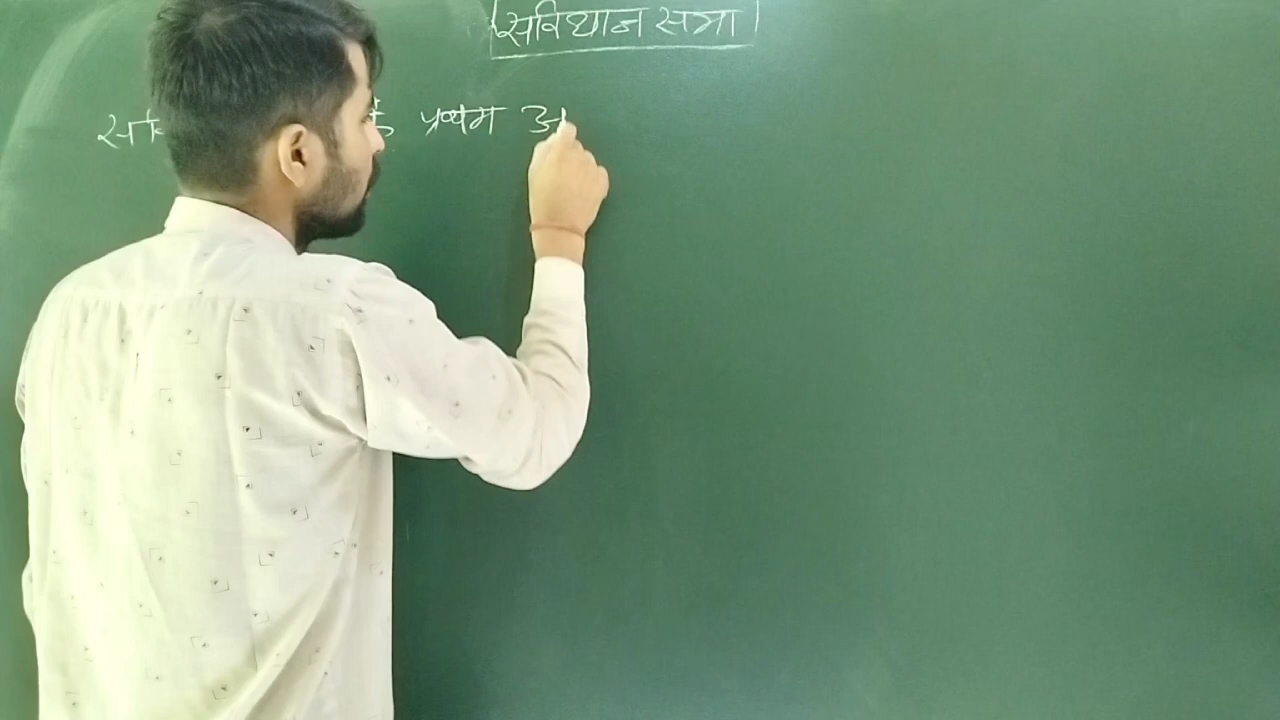 संविधान सभा
के प्रथम अ